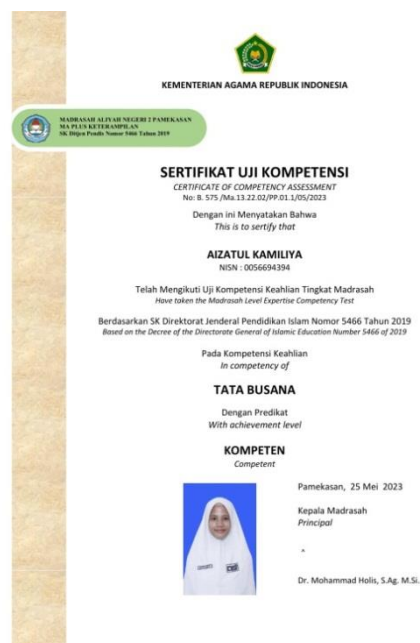 KEMENTERIAN AGAMA REPUBLIK INDONESIA
MADRASAH ALIYAH NEGERI 2 PAMEKASAN
MA PLUS KETERAMPILAN
SK Ditjen Pendis Nomor 5466 Tahun 2019
SERTIFIKAT UJI KOMPETENSI
CERTIFICATE OF COMPETENCY ASSESSMENT
No: B. 575 /Ma.13.22.02/PP.01.1/05/2023
Dengan ini Menyatakan Bahwa
This is to sertify that
AIZATUL KAMILIYA
NISN : 0056694394
Telah Mengikuti Uji Kompetensi Keahlian Tingkat Madrasah
Have taken the Madrasah Level Expertise Competency Test
Berdasarkan SK Direktorat Jenderal Pendidikan Islam Nomor 5466 Tahun 2019
Based on the Decree of the Directorate General of Islamic Education Number 5466 of 2019
Pada Kompetensi Keahlian
In competency of
TATA BUSANA
Dengan Predikat
With achievement level
KOMPETEN
Competent
Pamekasan, 25 Mei 2023
Kepala Madrasah
Principal
^
Dr. Mohammad Holis, S.Ag. M.Si.